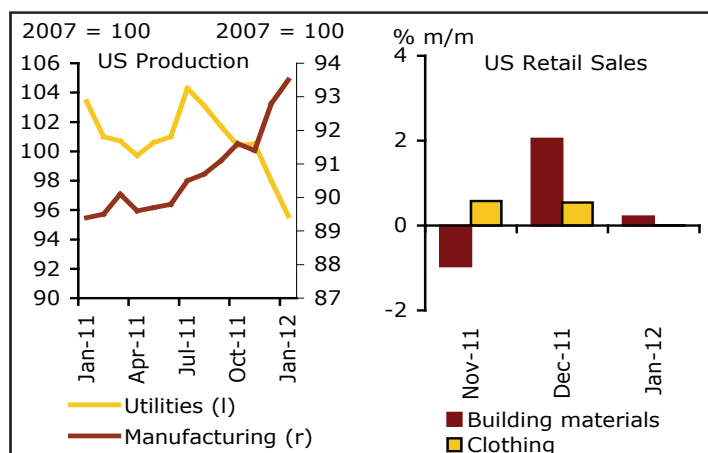 2007 = 100 2007 = 100
US Production
106
104
102
100
98
96
94
92
90
94
93
92
91
90
89
88
87
Jan-11
Apr-11
Jul-11
Oct-11
Jan-12
Utilities (l)
Manufacturing (r)
% m/m
US Retail Sales
4
2
0
-2
Nov-11
Dec-11
Jan-12
Building materials
Clothing